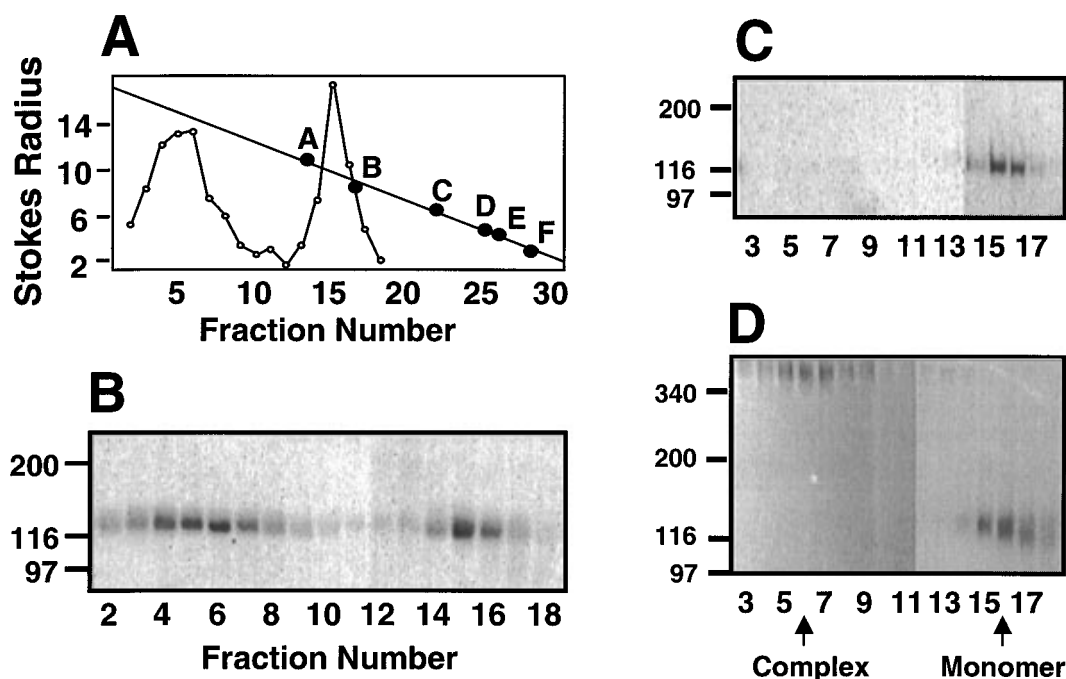 A
Stokes Radius
14
10
6
2
A
B
C
D
E
F
5 10 15 20 25 30
Fraction Number
B
200
116
97
2 4 6 8 10 12 14 16 18
Fraction Number
C
200
116
97
3 5 7 9 11 13 15 17
D
340
200
116
97
3 5 7 9 11 13 15 17
Complex Monomer